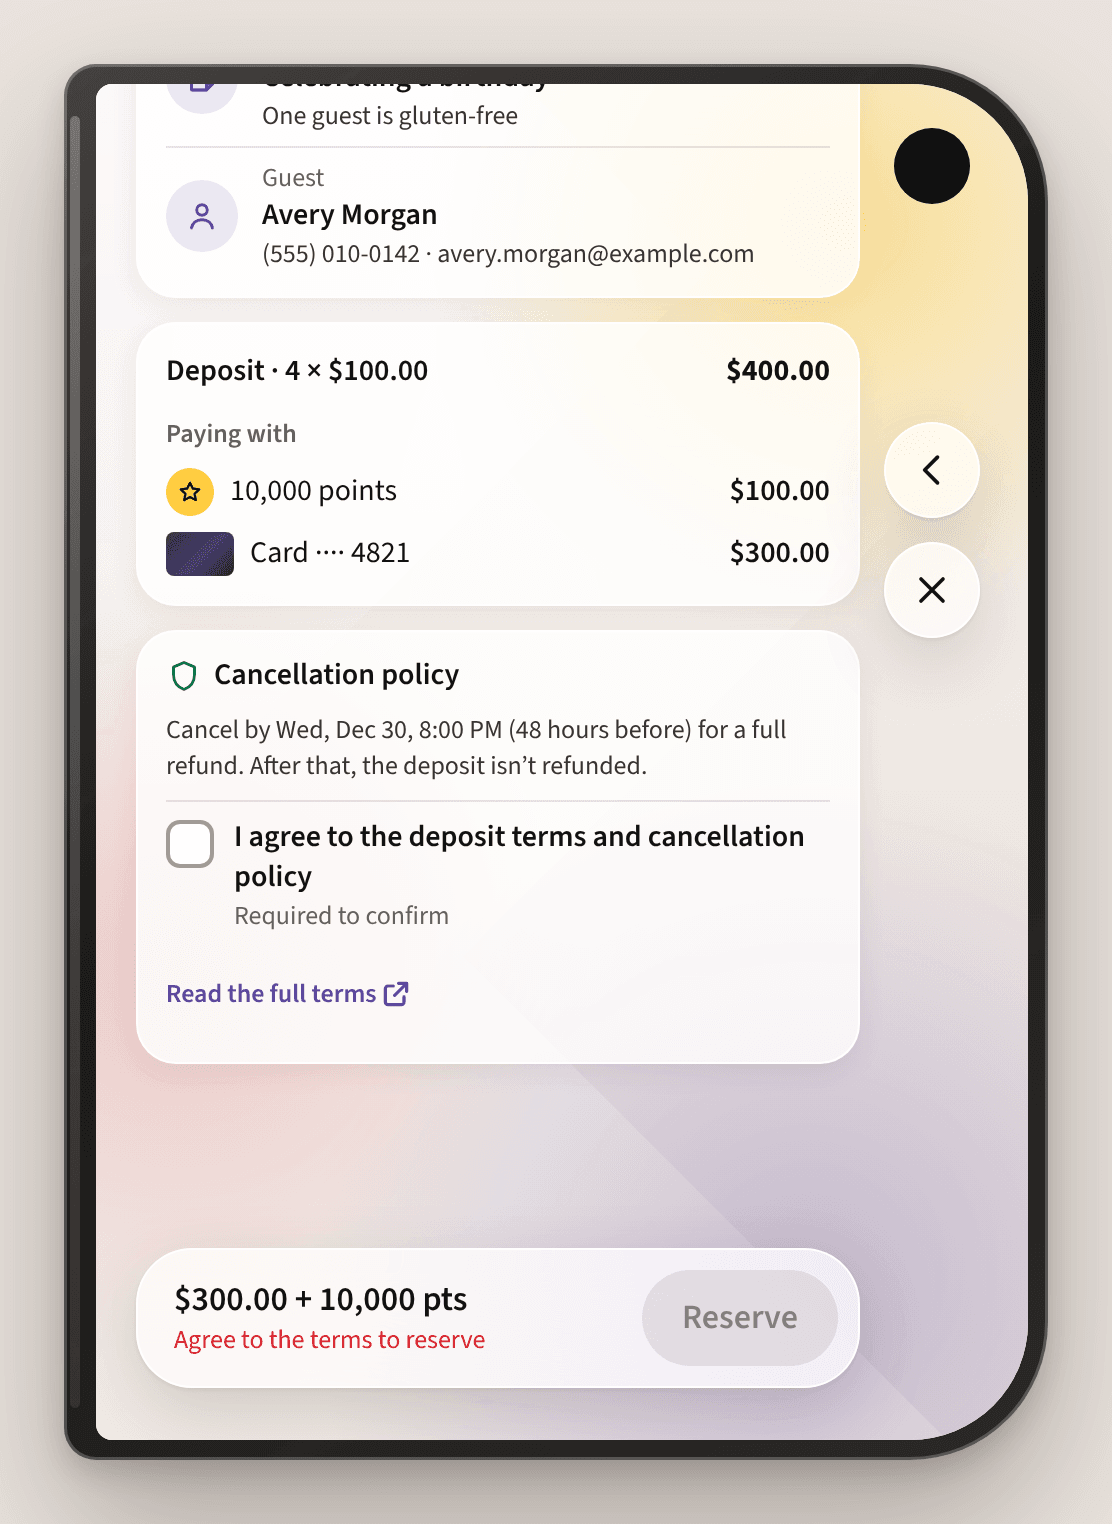 Celebrating a birthday
One guest is gluten-free
Guest
Avery Morgan
(555) 010-0142 · avery.morgan@example.com
Deposit · 4 × $100.00 $400.00
Paying with
10,000 points $100.00
Card ···· 4821 $300.00
Cancellation policy
Cancel by Wed, Dec 30, 8:00 PM (48 hours before) for a full
refund. After that, the deposit isn’t refunded.
I agree to the deposit terms and cancellation
policy
Required to confirm
Read the full terms
$300.00 + 10,000 pts
Agree to the terms to reserve
Reserve